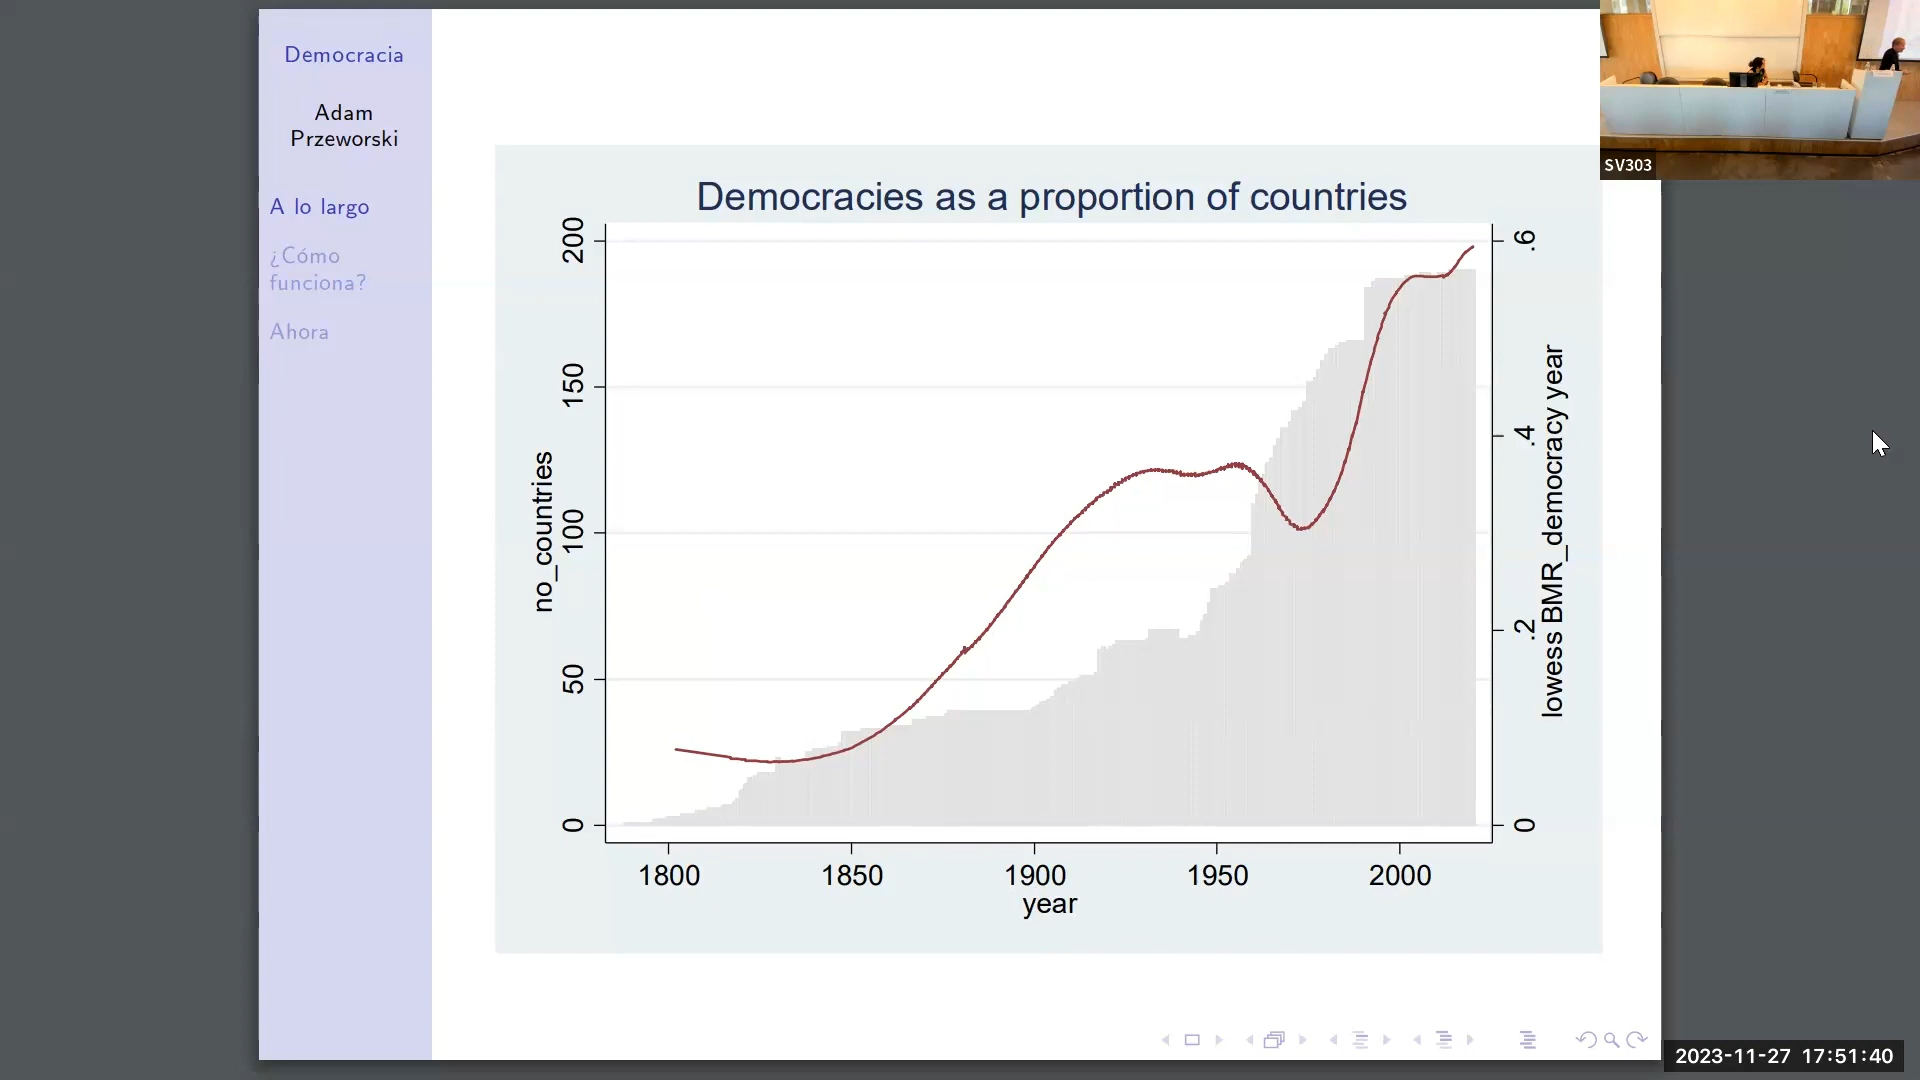 Democracia
Adam
Przeworski
A lo largo
¿Cómo
funciona?
Ahora
Democracies as a proportion of countries
no_countries
200
150
100
50
0
.6
.4
.2
0
lowess BMR_democracy year
1800 1850 1900 1950 2000
year
SV303
2023-11-27 17:51:40